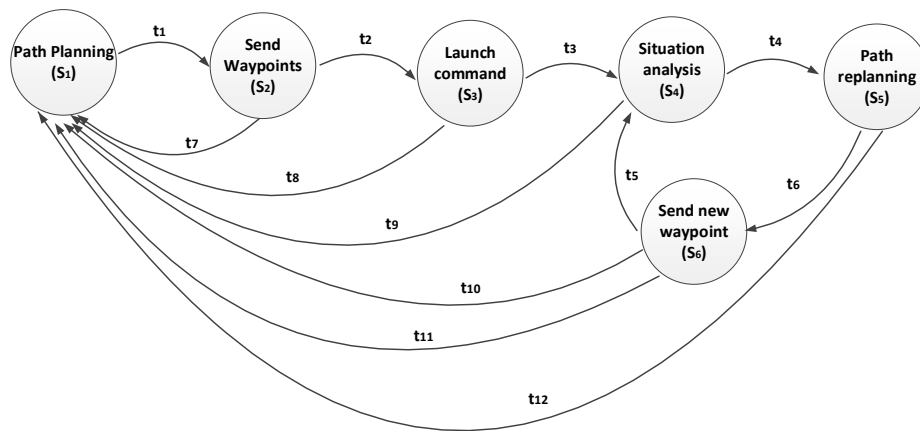 Path Planning
(S₁)
t₁
Send
Waypoints
(S₂)
t₂
Launch
command
(S₃)
t₃
Situation
analysis
(S₄)
t₄
Path
replanning
(S₅)
t₇
t₈
t₉
t₅
t₆
Send new
waypoint
(S₆)
t₁₀
t₁₁
t₁₂